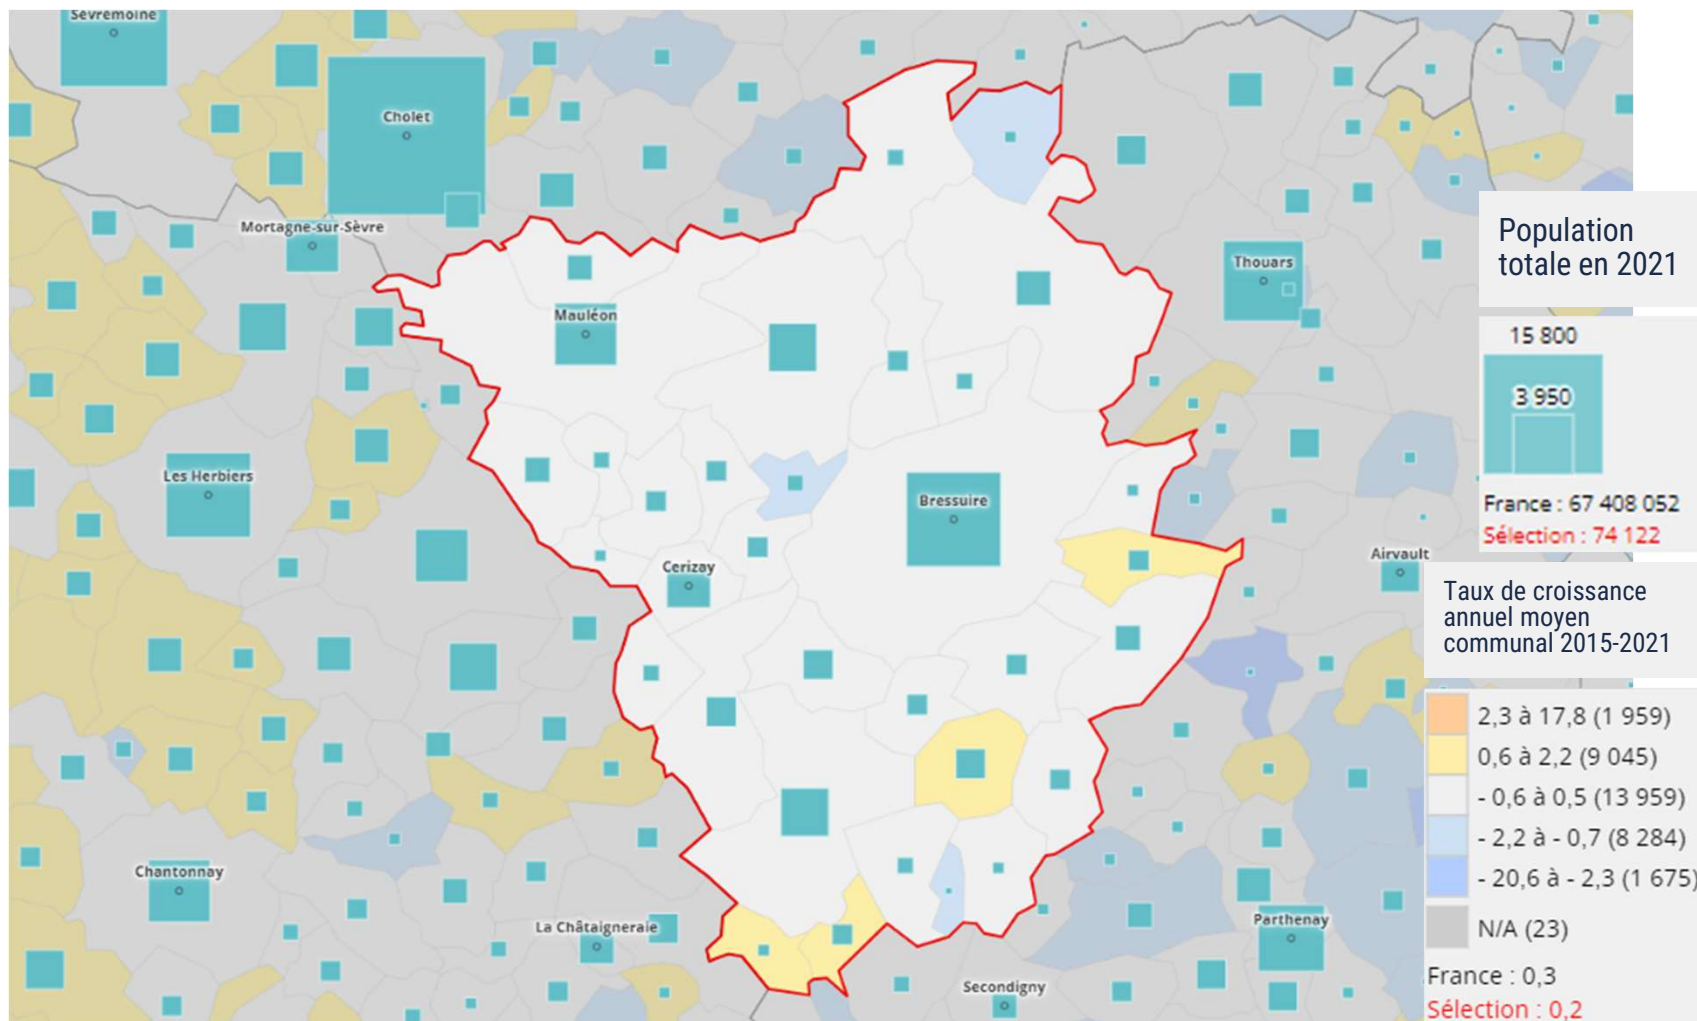 Sèvremoine
Cholet
Mortagne-sur-Sèvre
Mauléon
Thouars
Les Herbiers
Bressuire
Cerizay
Airvault
Chantonnay
La Châtaigneraie
Parthenay
Secondigny
Population
totale en 2021
15 800
3 950
France : 67 408 052
Sélection : 74 122
Taux de croissance
annuel moyen
communal 2015-2021
2,3 à 17,8 (1 959)
0,6 à 2,2 (9 045)
- 0,6 à 0,5 (13 959)
- 2,2 à - 0,7 (8 284)
- 20,6 à - 2,3 (1 675)
N/A (23)
France : 0,3
Sélection : 0,2